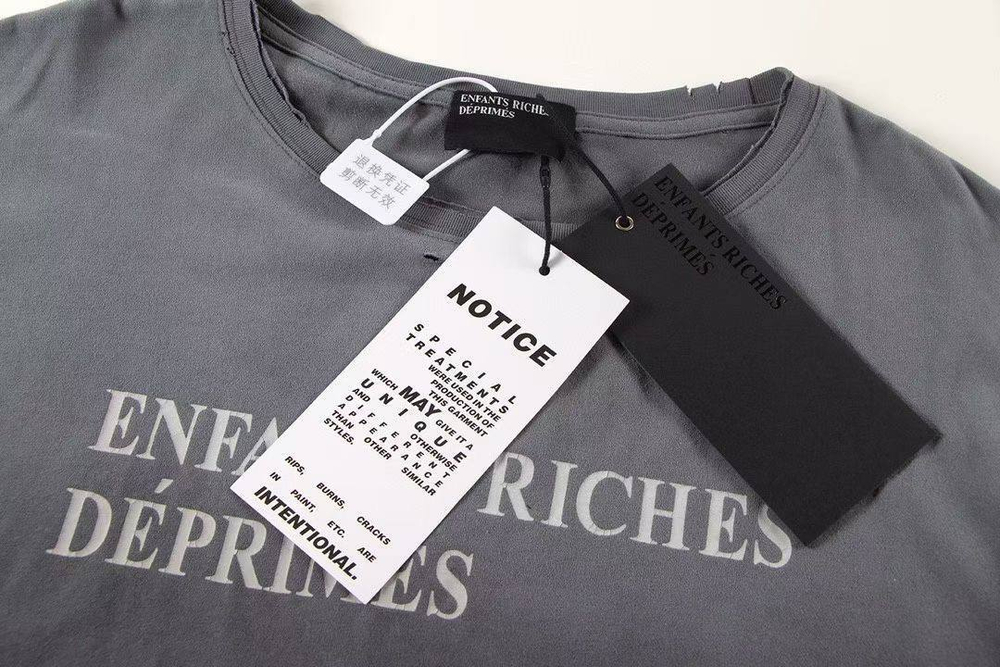 ENFANTS RICHES
DÉPRIMÉS
退换凭证
剪断无效
ENFANTS RICHES
DÉPRIMÉS
NOTICE
SPECIAL
TREATMENTS
WERE USED IN THE
PRODUCTION OF
THIS GARMENT
WHICH MAY GIVE IT A
UNIQUE
AND OTHERWISE
DIFFERENT
APPEARANCE
THAN OTHER SIMILAR
STYLES.
RIPS, BURNS, CRACKS
IN PAINT, ETC. ARE
INTENTIONAL.
ENFA RICHES
DÉPRIMÉS